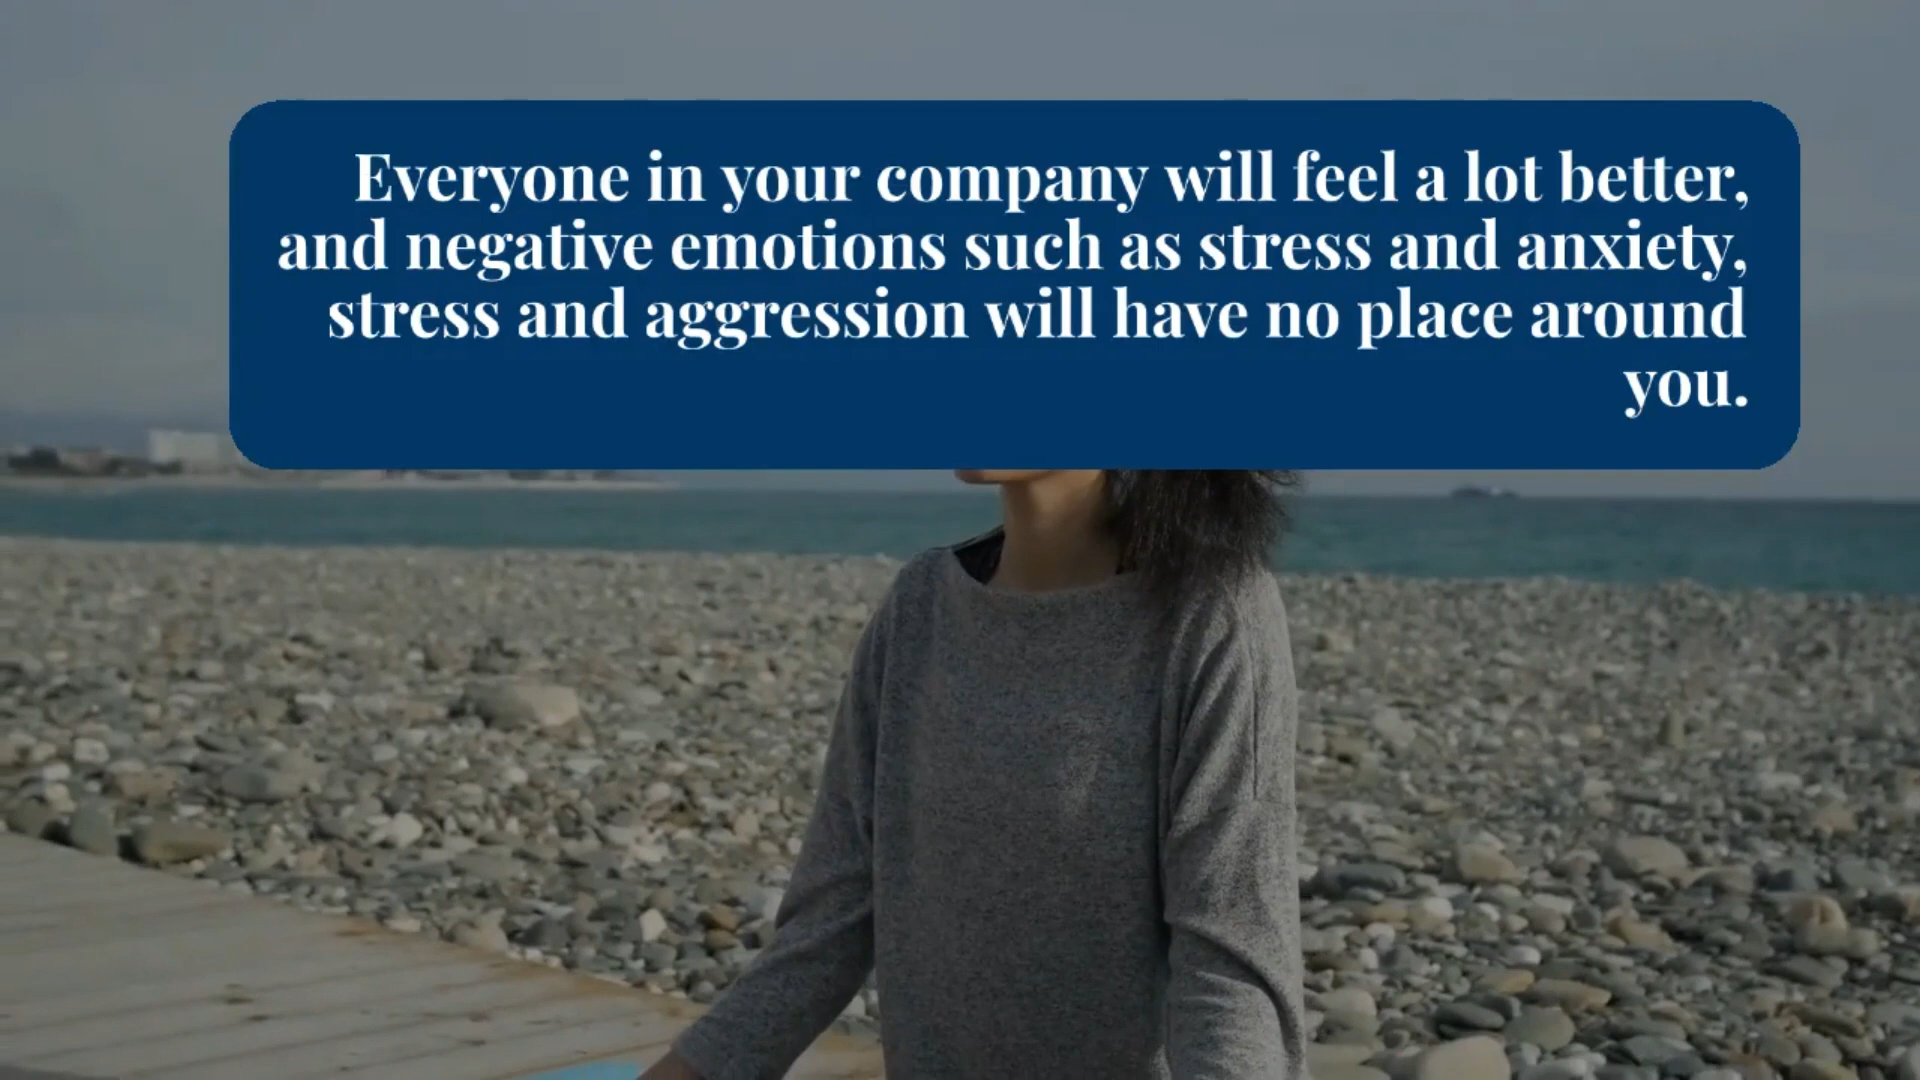 Everyone in your company will feel a lot better,
and negative emotions such as stress and anxiety,
stress and aggression will have no place around
you.